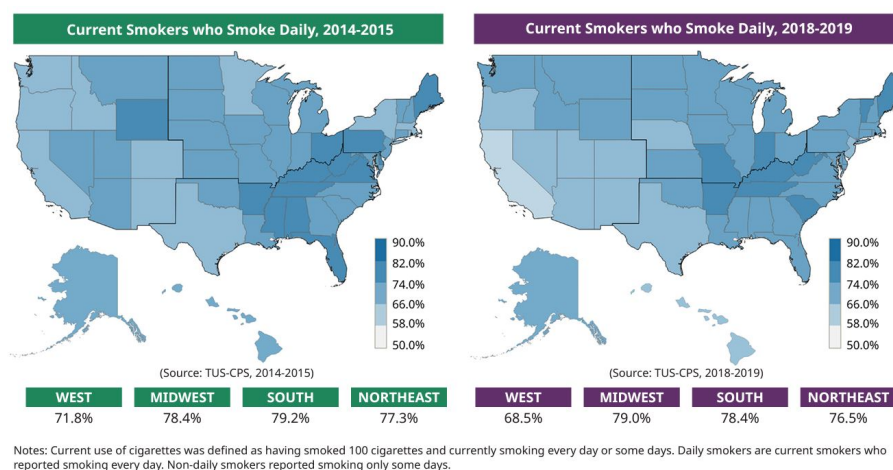 Current Smokers who Smoke Daily, 2014-2015
90.0%
82.0%
74.0%
66.0%
58.0%
50.0%
(Source: TUS-CPS, 2014-2015)
WEST MIDWEST SOUTH NORTHEAST
71.8% 78.4% 79.2% 77.3%
Current Smokers who Smoke Daily, 2018-2019
90.0%
82.0%
74.0%
66.0%
58.0%
50.0%
(Source: TUS-CPS, 2018-2019)
WEST MIDWEST SOUTH NORTHEAST
68.5% 79.0% 78.4% 76.5%
Notes: Current use of cigarettes was defined as having smoked 100 cigarettes and currently smoking every day or some days. Daily smokers are current smokers who
reported smoking every day. Non-daily smokers reported smoking only some days.